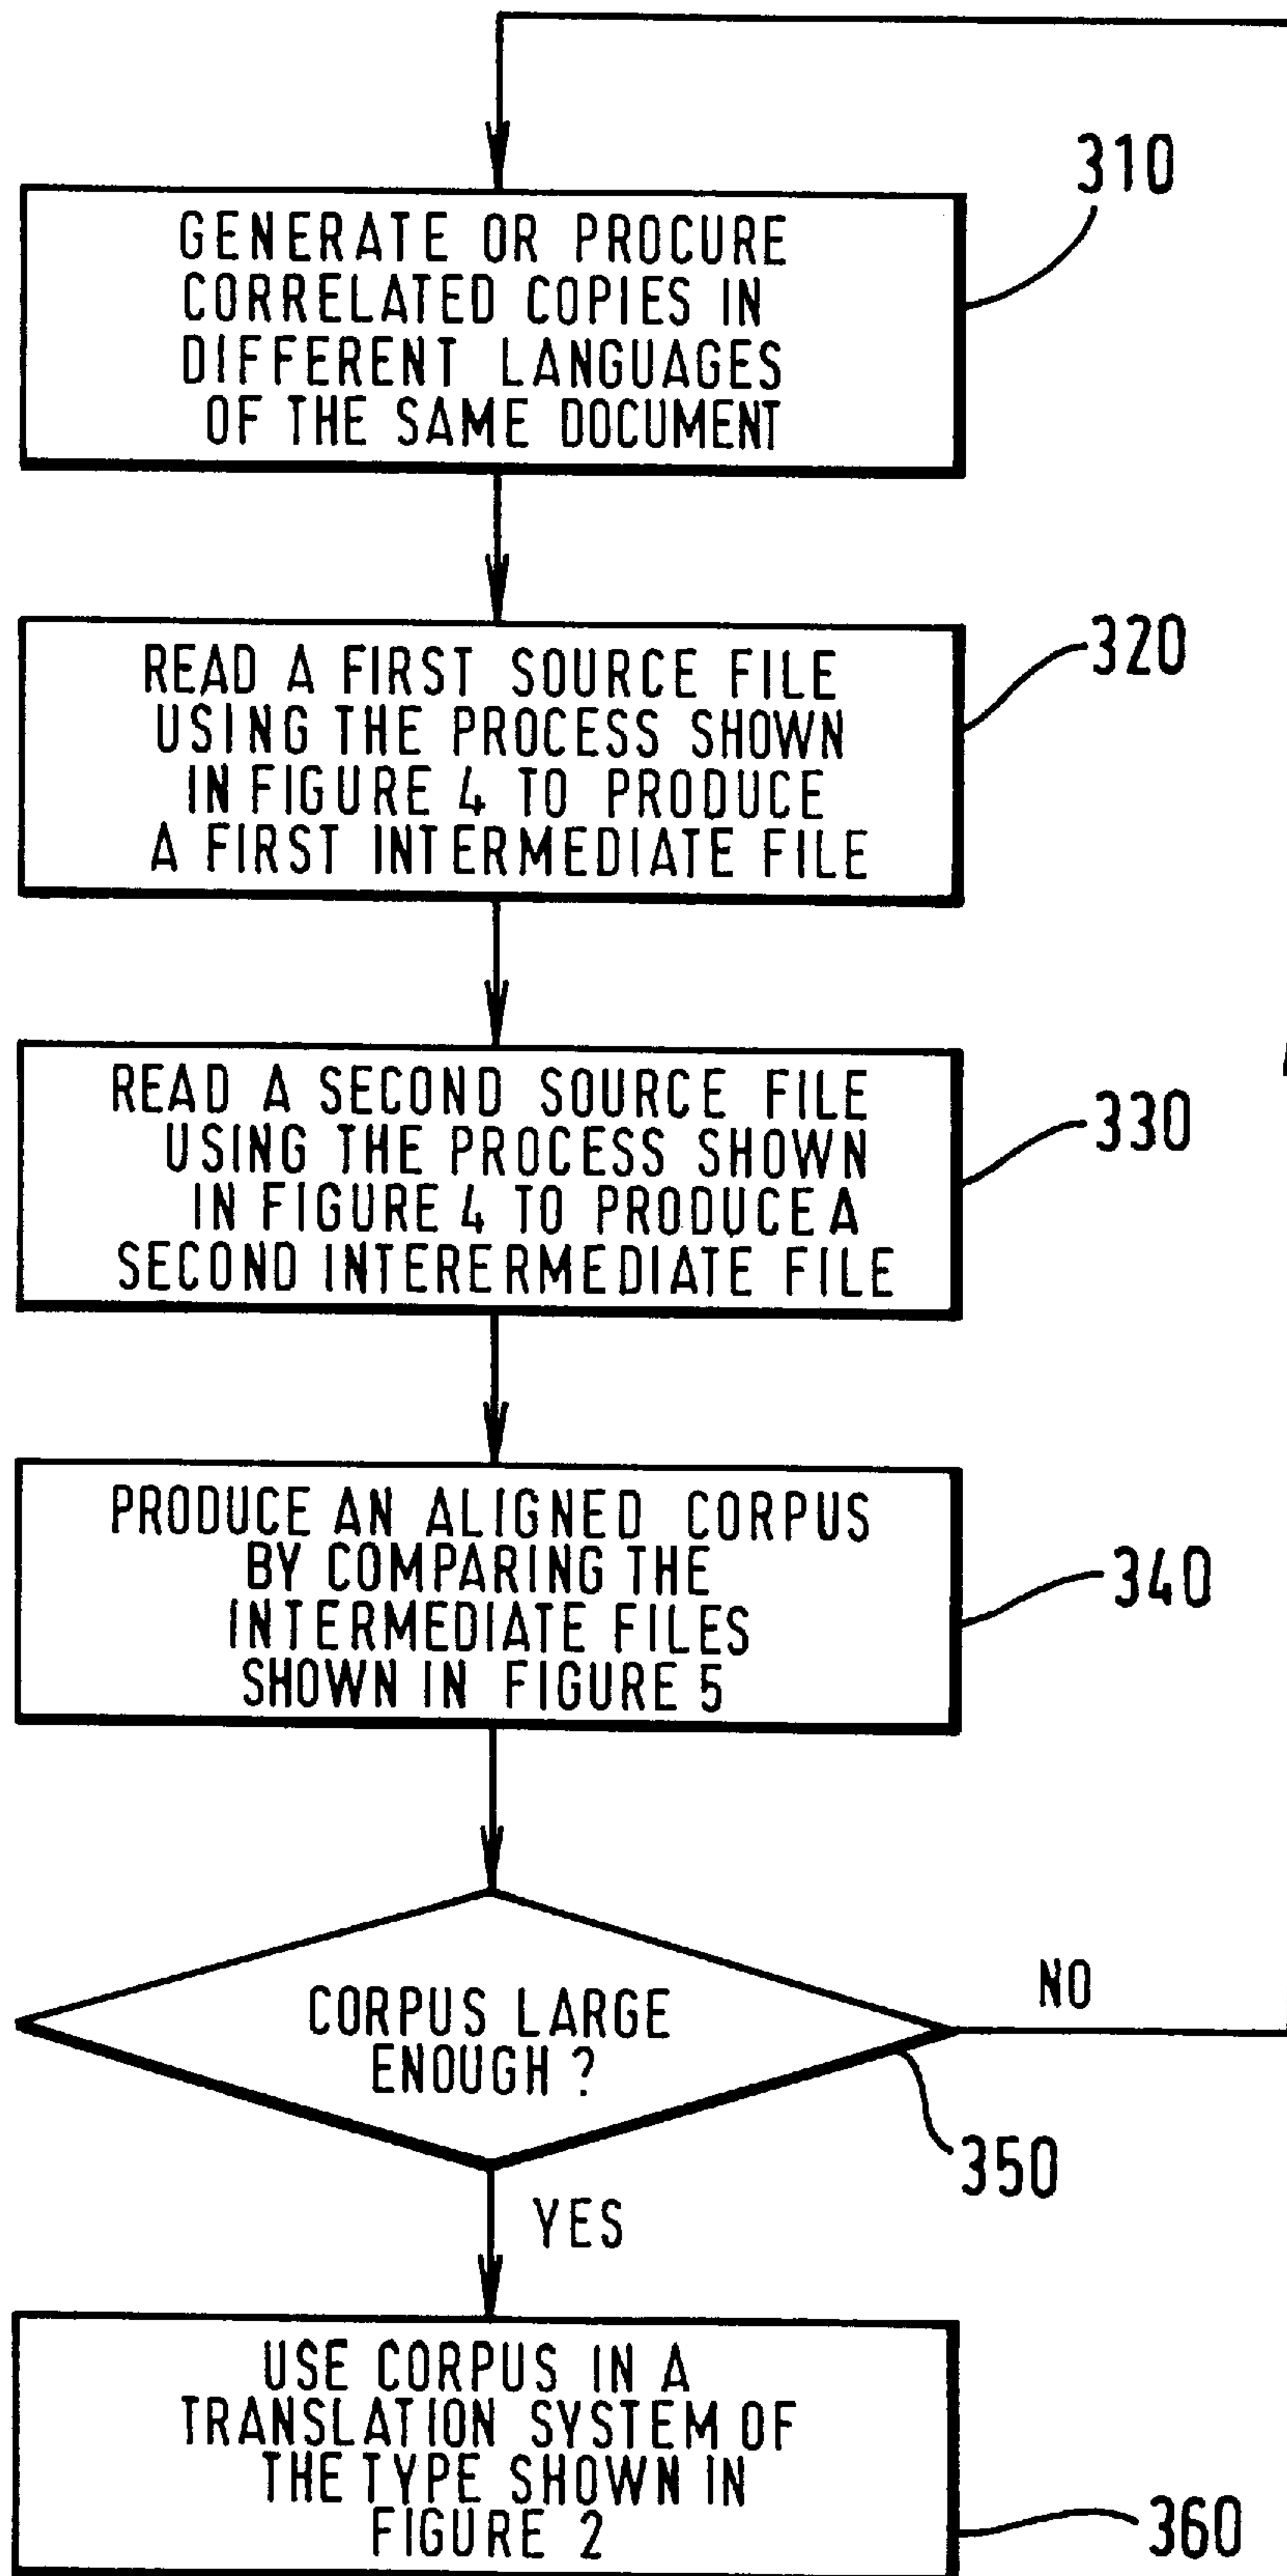 310
GENERATE OR PROCURE
CORRELATED COPIES IN
DIFFERENT LANGUAGES
OF THE SAME DOCUMENT
320
READ A FIRST SOURCE FILE
USING THE PROCESS SHOWN
IN FIGURE 4 TO PRODUCE
A FIRST INTERMEDIATE FILE
330
READ A SECOND SOURCE FILE
USING THE PROCESS SHOWN
IN FIGURE 4 TO PRODUCE A
SECOND INTERERMEDIATE FILE
340
PRODUCE AN ALIGNED CORPUS
BY COMPARING THE
INTERMEDIATE FILES
SHOWN IN FIGURE 5
NO
CORPUS LARGE
ENOUGH ?
350
YES
USE CORPUS IN A
TRANSLATION SYSTEM OF
THE TYPE SHOWN IN
FIGURE 2
360